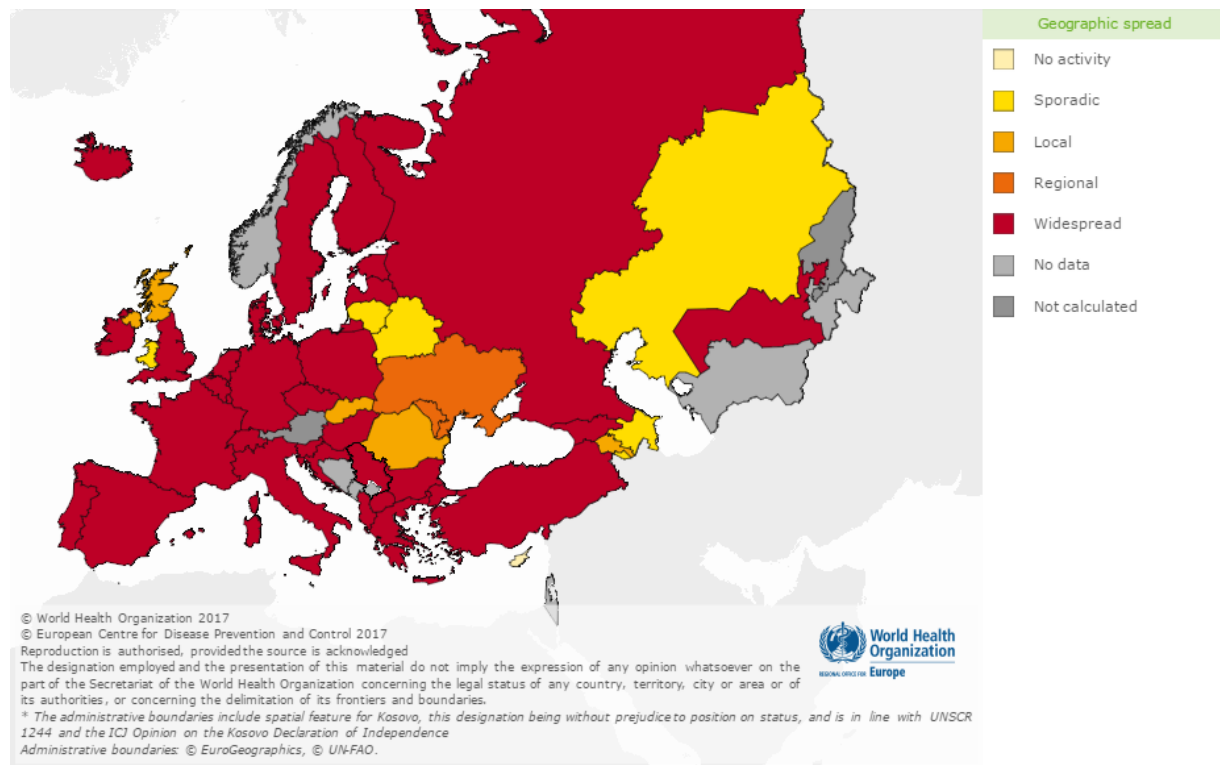 Geographic spread
No activity
Sporadic
Local
Regional
Widespread
No data
Not calculated
© World Health Organization 2017
© European Centre for Disease Prevention and Control 2017
Reproduction is authorised, provided the source is acknowledged
The designation employed and the presentation of this material do not imply the expression of any opinion whatsoever on the
part of the Secretariat of the World Health Organization concerning the legal status of any country, territory, city or area or of
its authorities, or concerning the delimitation of its frontiers and boundaries.
* The administrative boundaries include spatial feature for Kosovo, this designation being without prejudice to position on status, and is in line with UNSCR
1244 and the ICJ Opinion on the Kosovo Declaration of Independence
Administrative boundaries: © EuroGeographics, © UN-FAO.
World Health
Organization
REGIONAL OFFICE FOR Europe